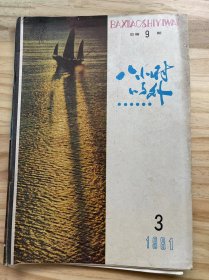 BAXIAOSHIYIWAI
总第 9 期
八小时
以外
......
3
1981